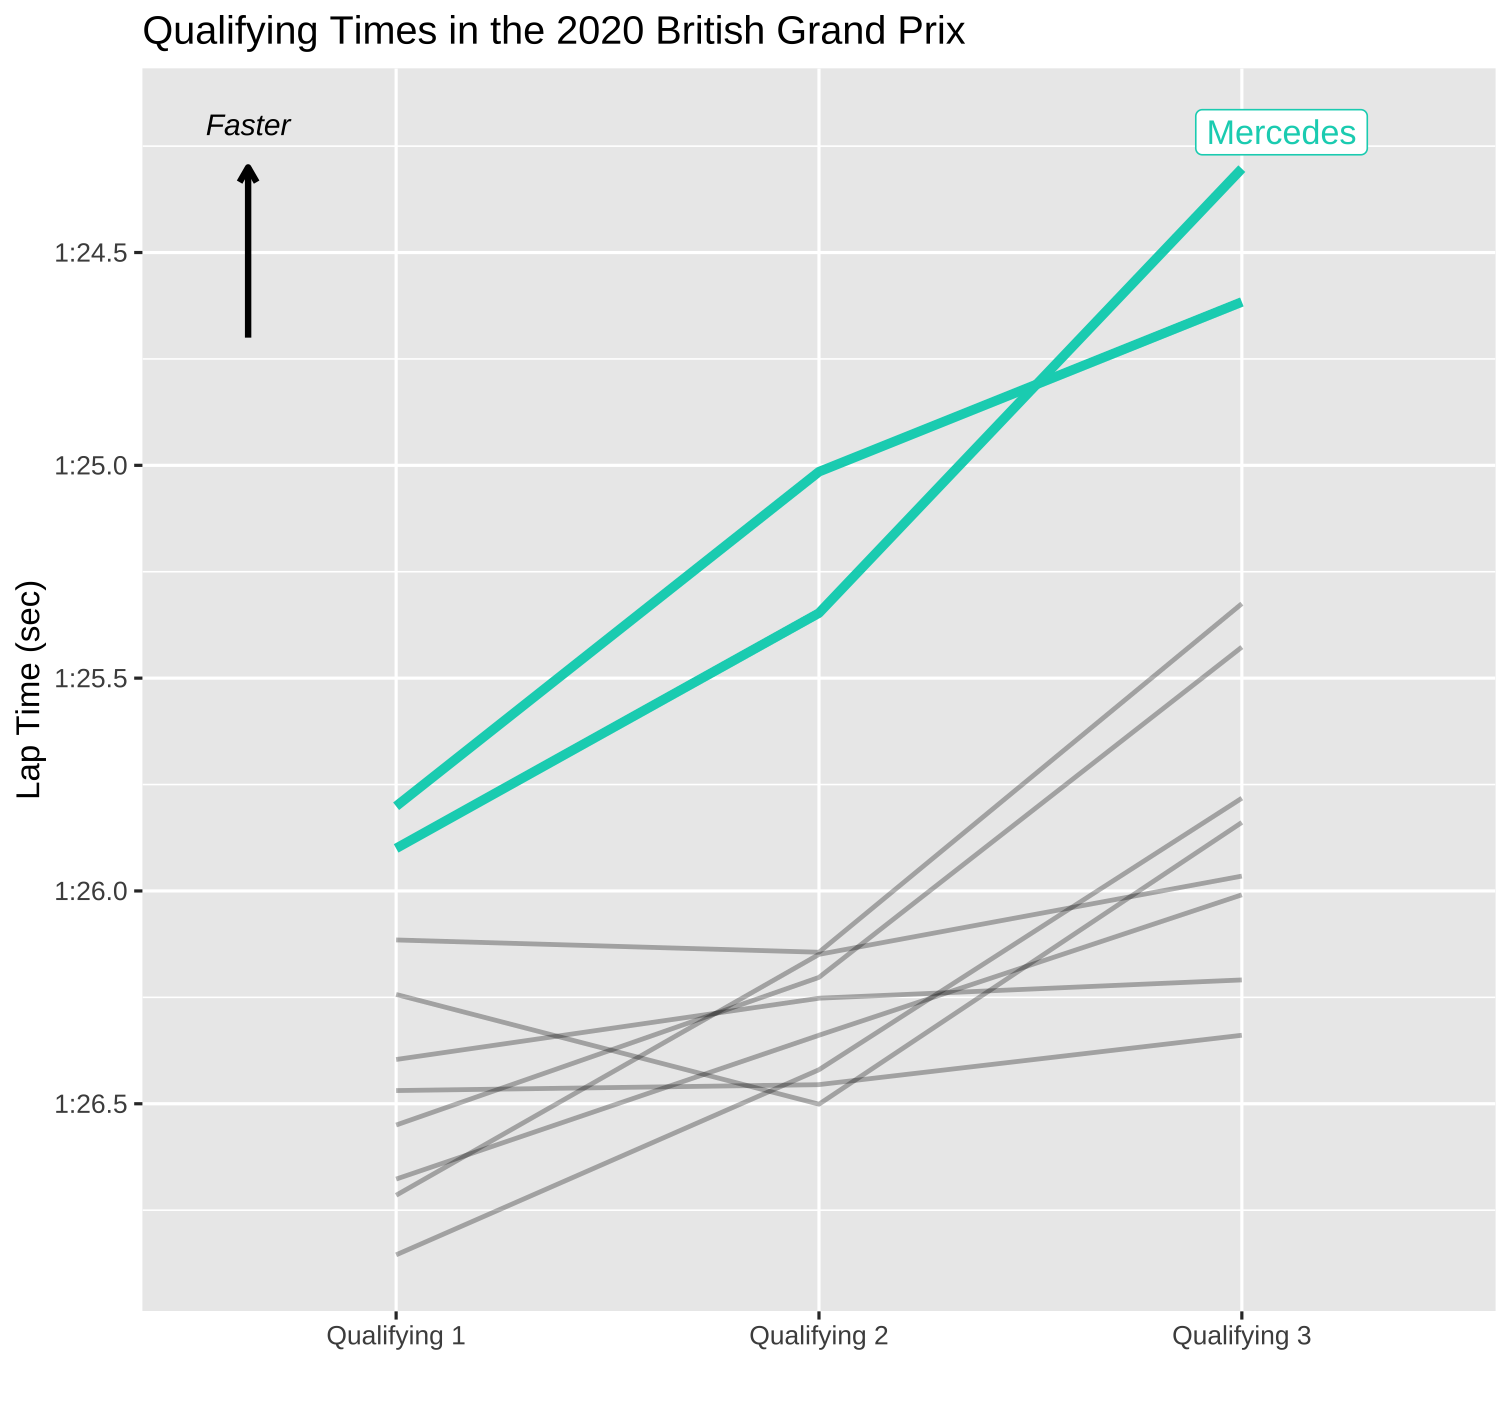 Qualifying Times in the 2020 British Grand Prix
Faster
Mercedes
1:24.5
1:25.0
1:25.5
1:26.0
1:26.5
Lap Time (sec)
Qualifying 1
Qualifying 2
Qualifying 3